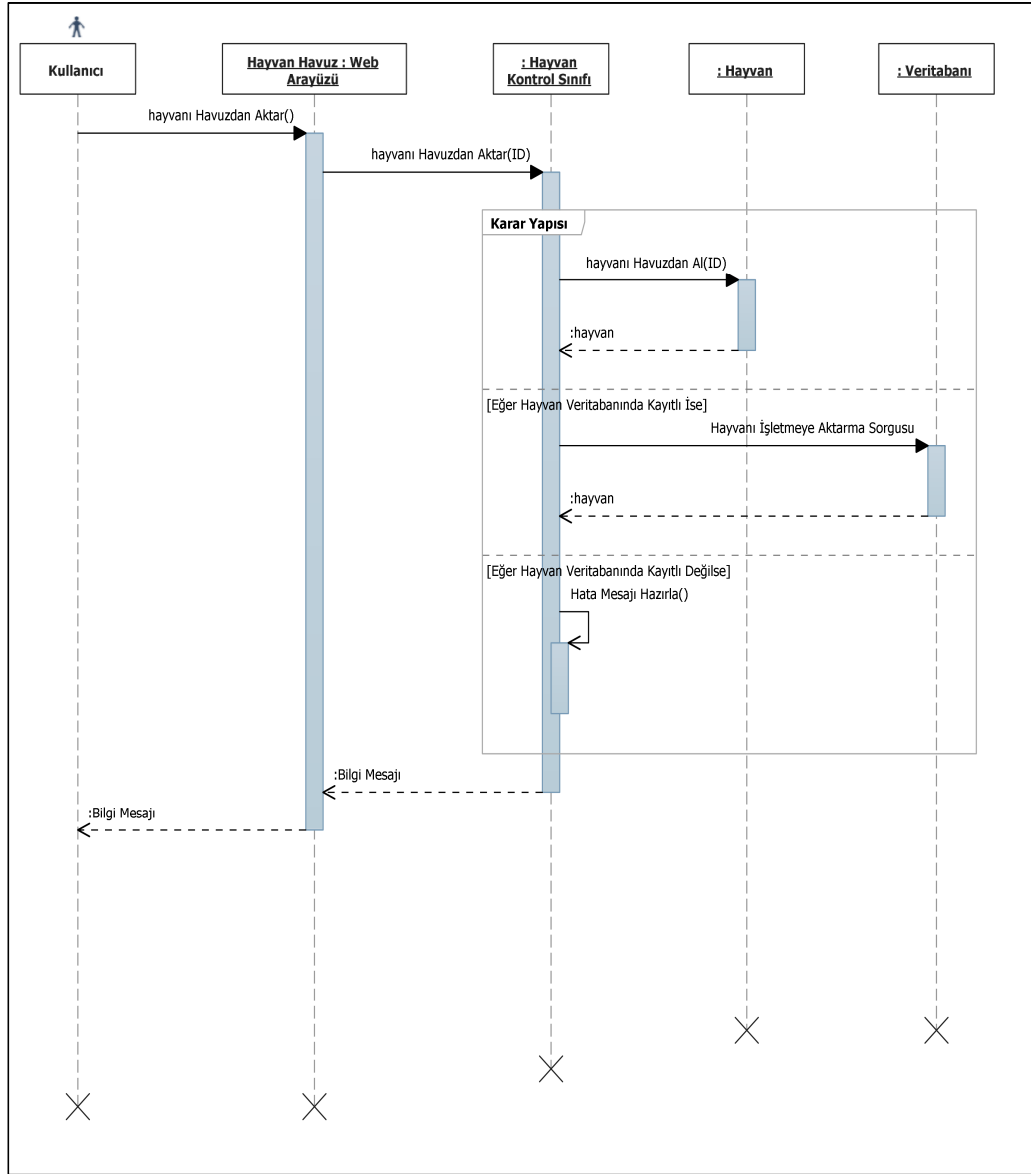 Kullanıcı
Hayvan Havuz : Web
Arayüzü
: Hayvan
Kontrol Sınıfı
: Hayvan
: Veritabanı
hayvanı Havuzdan Aktar()
hayvanı Havuzdan Aktar(ID)
Karar Yapısı
hayvanı Havuzdan Al(ID)
:hayvan
[Eğer Hayvan Veritabanında Kayıtlı İse]
Hayvanı İşletmeye Aktarma Sorgusu
:hayvan
[Eğer Hayvan Veritabanında Kayıtlı Değilse]
Hata Mesajı Hazırla()
:Bilgi Mesajı
:Bilgi Mesajı